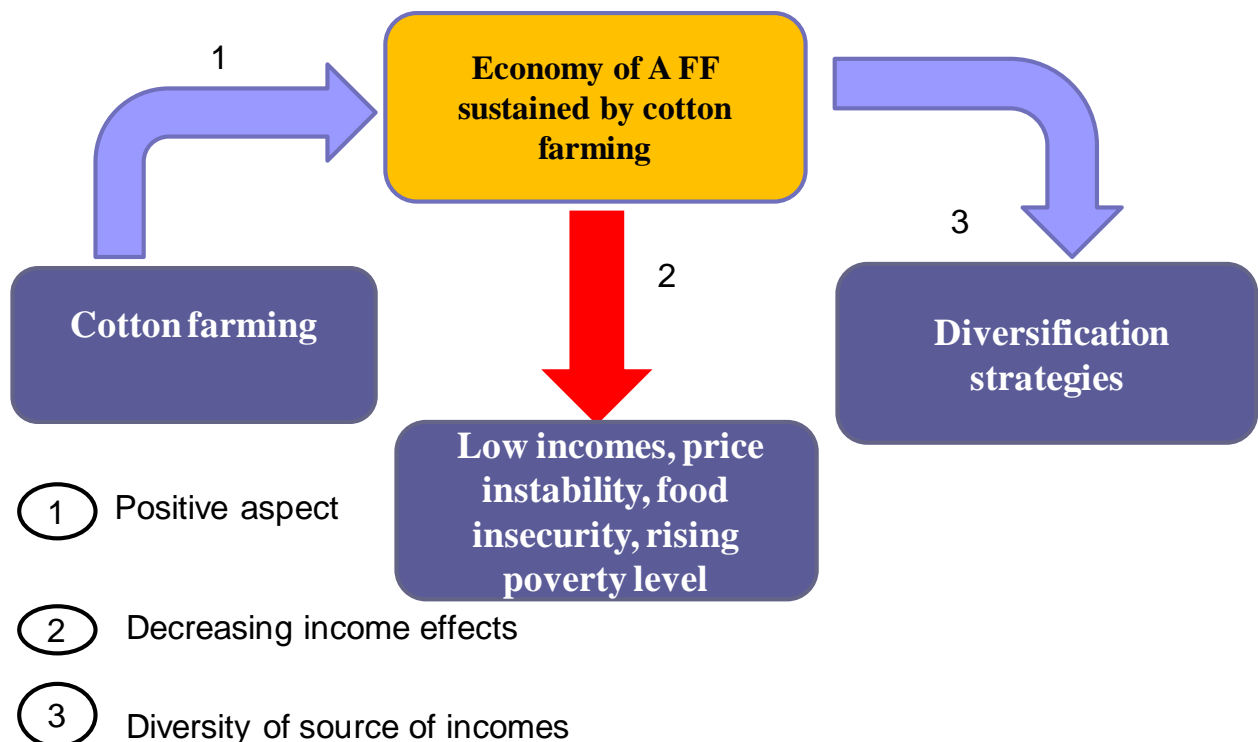 1
Economy of A FF
sustained by cotton
farming
3
2
Cotton farming
Diversification
strategies
Low incomes, price
instability, food
insecurity, rising
poverty level
1 Positive aspect
2 Decreasing income effects
3 Diversity of source of incomes